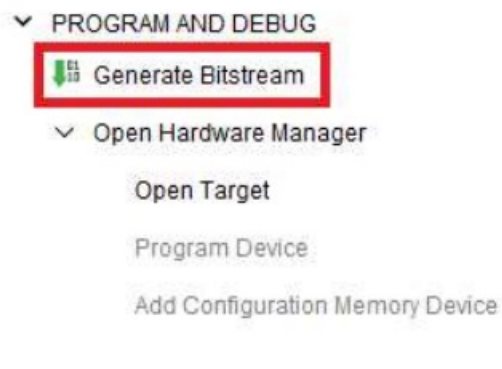 PROGRAM AND DEBUG
Generate Bitstream
Open Hardware Manager
Open Target
Program Device
Add Configuration Memory Device